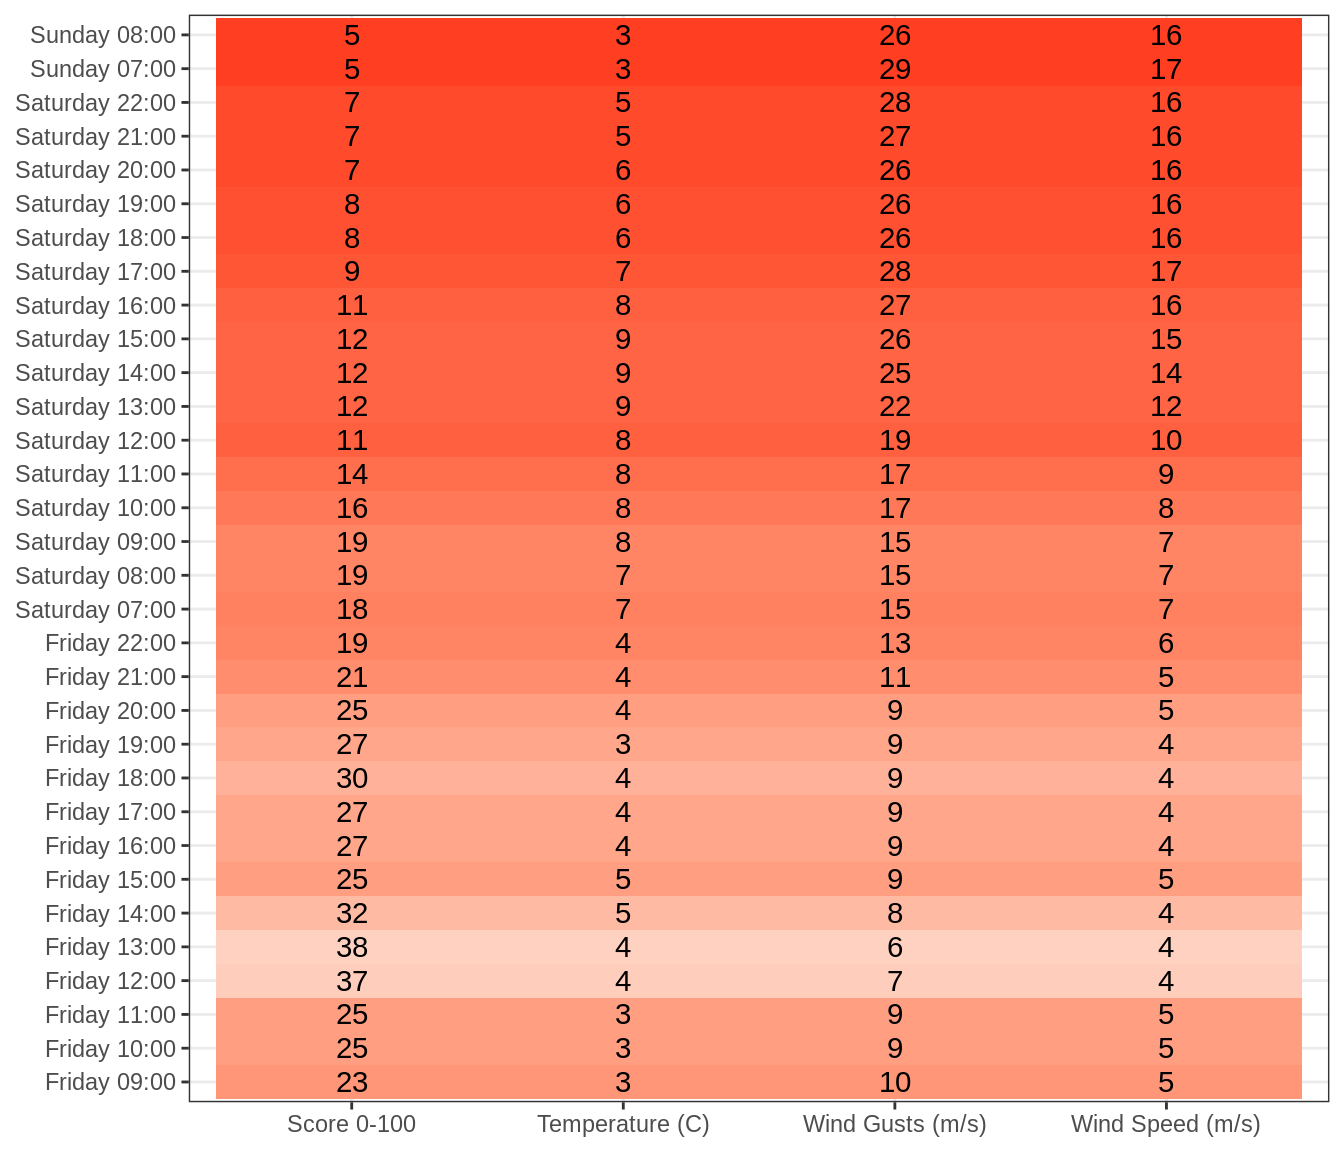 Sunday 08:00 5 3 26 16
Sunday 07:00 5 3 29 17
Saturday 22:00 7 5 28 16
Saturday 21:00 7 5 27 16
Saturday 20:00 7 6 26 16
Saturday 19:00 8 6 26 16
Saturday 18:00 8 6 26 16
Saturday 17:00 9 7 28 17
Saturday 16:00 11 8 27 16
Saturday 15:00 12 9 26 15
Saturday 14:00 12 9 25 14
Saturday 13:00 12 9 22 12
Saturday 12:00 11 8 19 10
Saturday 11:00 14 8 17 9
Saturday 10:00 16 8 17 8
Saturday 09:00 19 8 15 7
Saturday 08:00 19 7 15 7
Saturday 07:00 18 7 15 7
Friday 22:00 19 4 13 6
Friday 21:00 21 4 11 5
Friday 20:00 25 4 9 5
Friday 19:00 27 3 9 4
Friday 18:00 30 4 9 4
Friday 17:00 27 4 9 4
Friday 16:00 27 4 9 4
Friday 15:00 25 5 9 5
Friday 14:00 32 5 8 4
Friday 13:00 38 4 6 4
Friday 12:00 37 4 7 4
Friday 11:00 25 3 9 5
Friday 10:00 25 3 9 5
Friday 09:00 23 3 10 5
Score 0-100 Temperature (C) Wind Gusts (m/s) Wind Speed (m/s)